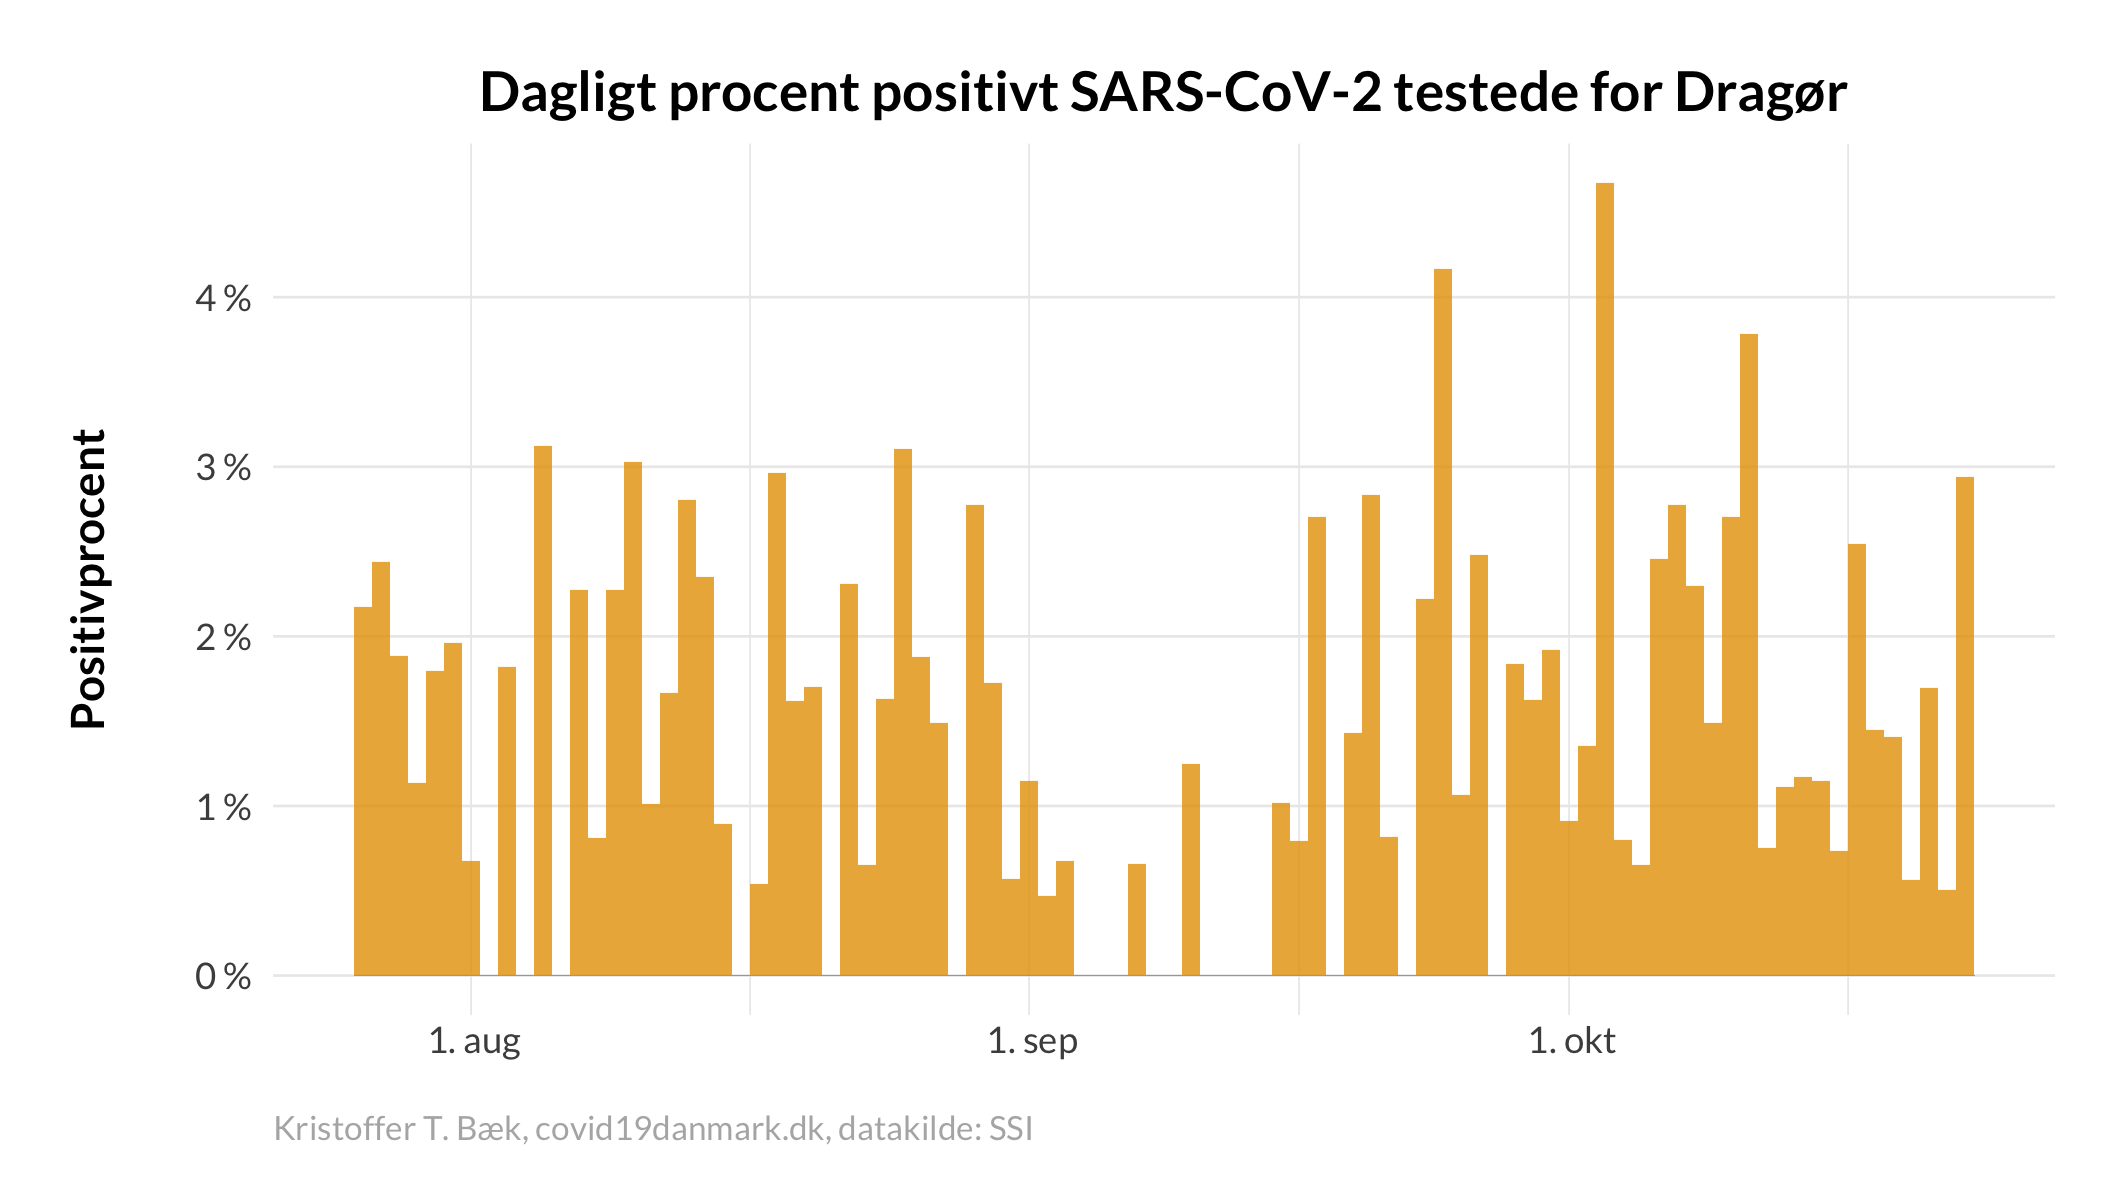 Dagligt procent positivt SARS-CoV-2 testede for Dragør
Positivprocent
4 %
3 %
2 %
1 %
0 %
1. aug
1. sep
1. okt
Kristoffer T. Bæk, covid19danmark.dk, datakilde: SSI